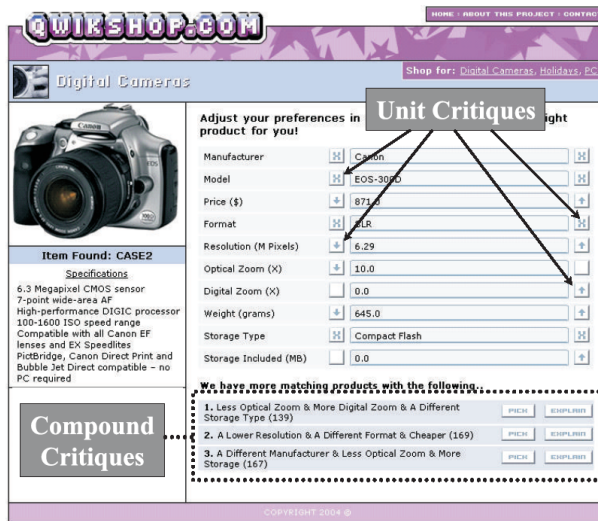 QWIKSHOP.COM
HOME : ABOUT THIS PROJECT : CONTAC
Shop for: Digital Cameras, Holidays, PC
Digital Cameras
Canon
EOS
Item Found: CASE2
Specifications
6.3 Megapixel CMOS sensor
7-point wide-area AF
High-performance DIGIC processor
100-1600 ISO speed range
Compatible with all Canon EF
lenses and EX Speedlites
PictBridge, Canon Direct Print and
Bubble Jet Direct compatible – no
PC required
Adjust your preferences in
product for you!
Unit Critiques
Manufacturer Canon
Model EOS-300D
Price ($) 871.0
Format SLR
Resolution (M Pixels) 6.29
Optical Zoom (X) 10.0
Digital Zoom (X) 0.0
Weight (grams) 645.0
Storage Type Compact Flash
Storage Included (MB) 0.0
We have more matching products with the following..
Compound
Critiques
1. Less Optical Zoom & More Digital Zoom & A Different
Storage Type (139)
PICK EXPLAIN
2. A Lower Resolution & A Different Format & Cheaper (169)
PICK EXPLAIN
3. A Different Manufacturer & Less Optical Zoom & More
Storage (167)
PICK EXPLAIN
COPYRIGHT 2004 ©